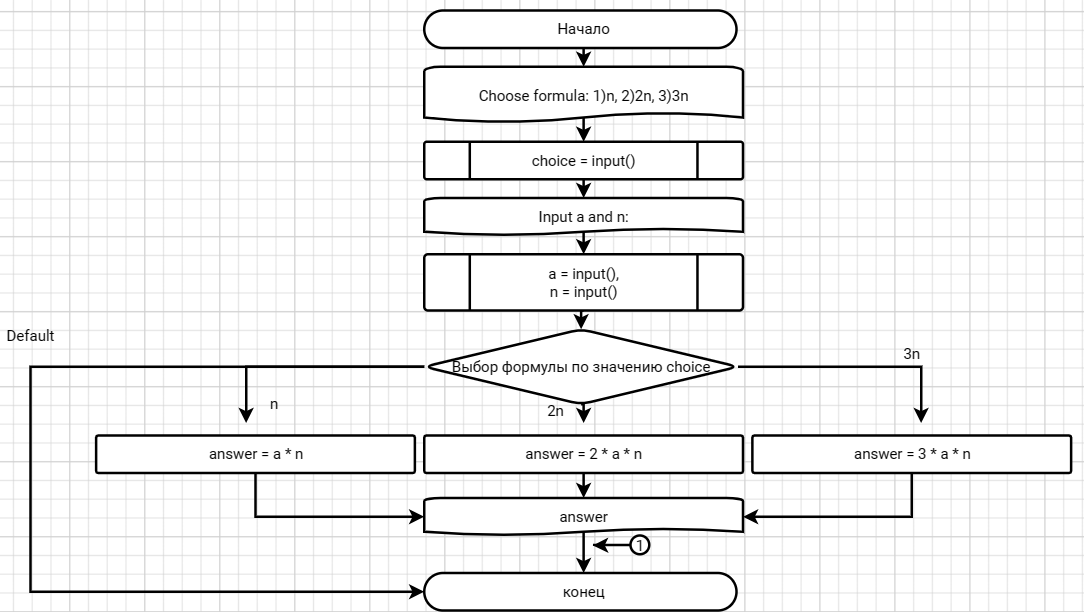 Начало
Choose formula: 1)n, 2)2n, 3)3n
choice = input()
Input a and n:
a = input(),
n = input()
Default
Выбор формулы по значению choice
3n
n
2n
answer = a * n
answer = 2 * a * n
answer = 3 * a * n
answer
1
конец